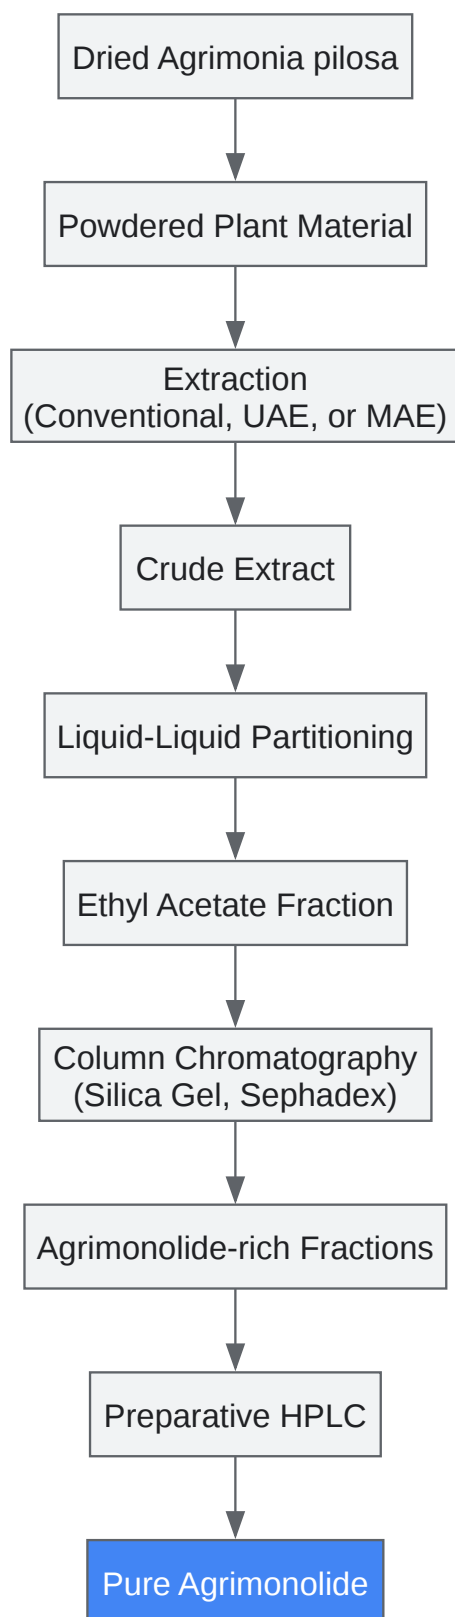 Dried Agrimonia pilosa
Powdered Plant Material
Extraction
(Conventional, UAE, or MAE)
Crude Extract
Liquid-Liquid Partitioning
Ethyl Acetate Fraction
Column Chromatography
(Silica Gel, Sephadex)
Agrimonolide-rich Fractions
Preparative HPLC
Pure Agrimonolide